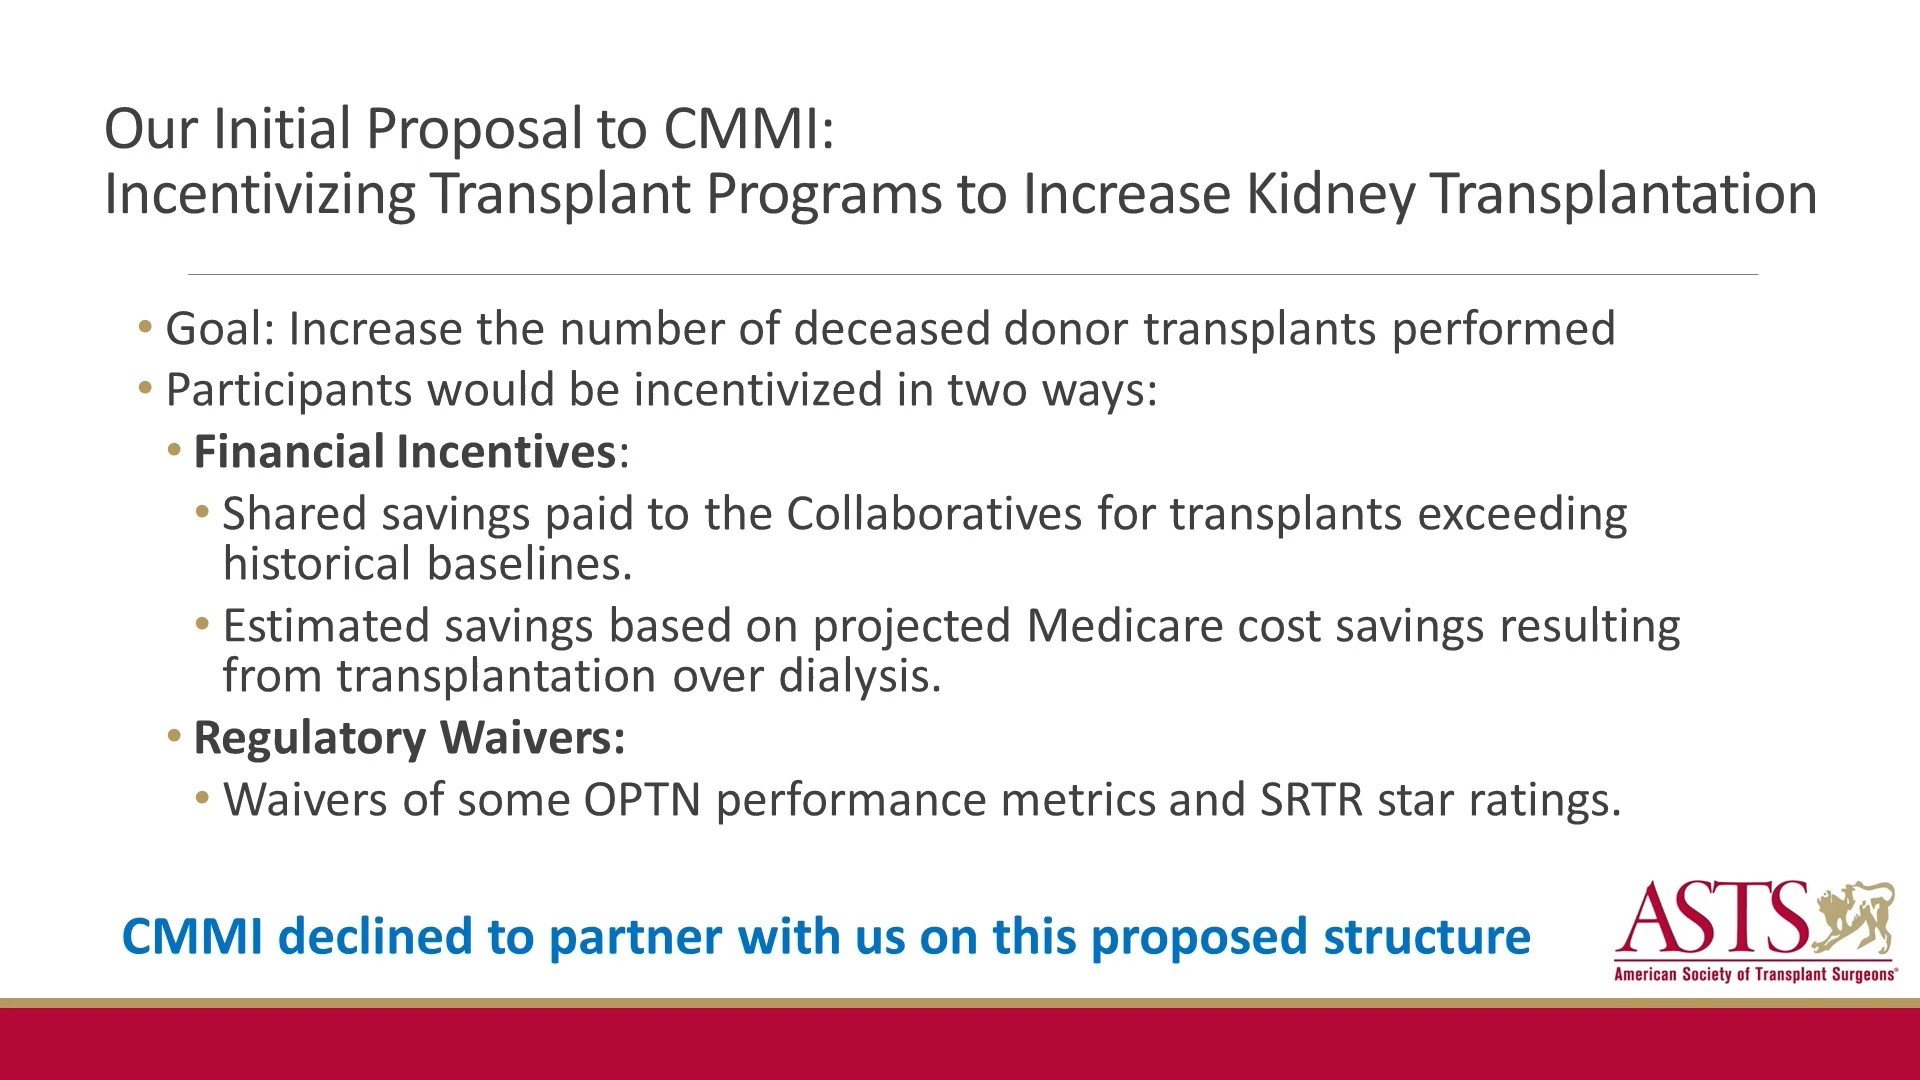 Our Initial Proposal to CMMI:
Incentivizing Transplant Programs to Increase Kidney Transplantation
• Goal: Increase the number of deceased donor transplants performed
• Participants would be incentivized in two ways:
• Financial Incentives:
• Shared savings paid to the Collaboratives for transplants exceeding
historical baselines.
• Estimated savings based on projected Medicare cost savings resulting
from transplantation over dialysis.
• Regulatory Waivers:
• Waivers of some OPTN performance metrics and SRTR star ratings.
CMMI declined to partner with us on this proposed structure
ASTS
American Society of Transplant Surgeons®